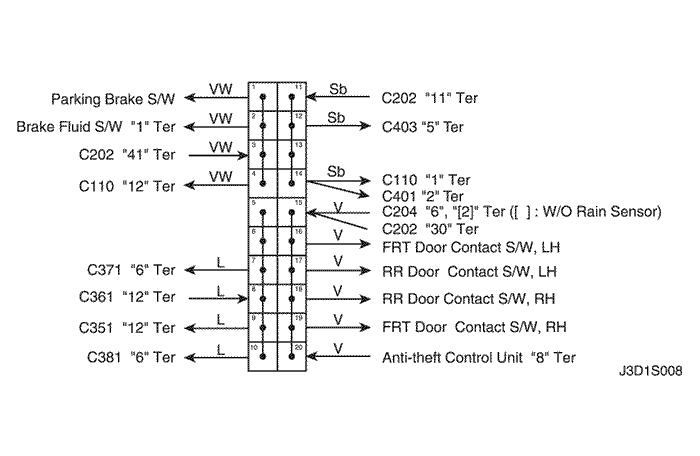 1 11
Parking Brake S/W VW Sb C202 "11" Ter
2 12
Brake Fluid S/W "1" Ter VW Sb C403 "5" Ter
3 13
C202 "41" Ter VW
4 14
C110 "12" Ter VW Sb C110 "1" Ter
C401 "2" Ter
5 15
V C204 "6", "[2]" Ter ([ ] : W/O Rain Sensor)
C202 "30" Ter
6 16
V FRT Door Contact S/W, LH
7 17
C371 "6" Ter L V RR Door Contact S/W, LH
8 18
C361 "12" Ter L V RR Door Contact S/W, RH
9 19
C351 "12" Ter L V FRT Door Contact S/W, RH
10 20
C381 "6" Ter L V Anti-theft Control Unit "8" Ter
J3D1S008